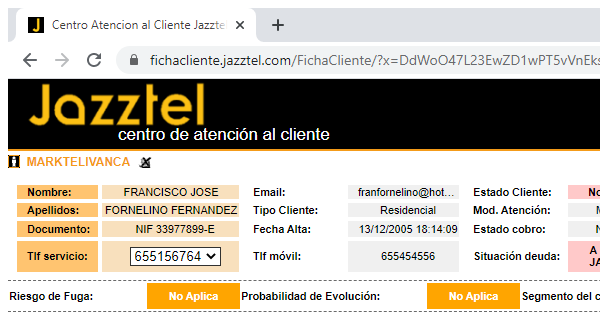 Centro Atencion al Cliente Jazztel
fichacliente.jazztel.com/FichaCliente/?x=DdWoO47L23EwZD1wPT5vVnEks
Jazztel
centro de atención al cliente
MARKTELIVANCA
Nombre: FRANCISCO JOSE Email: franfornelino@hot... Estado Cliente: No
Apellidos: FORNELINO FERNANDEZ Tipo Cliente: Residencial Mod. Atención:
Documento: NIF 33977899-E Fecha Alta: 13/12/2005 18:14:09 Estado cobro:
Tlf servicio: 655156764 Tlf móvil: 655454556 Situación deuda: A
JA
Riesgo de Fuga: No Aplica Probabilidad de Evolución: No Aplica Segmento del c